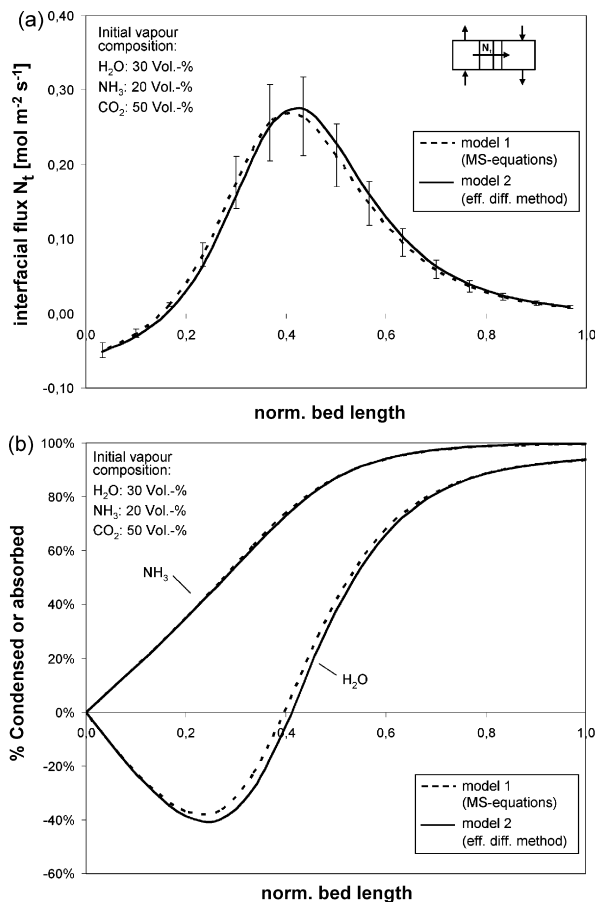 (a)
0,40
0,30
0,20
0,10
0,00
-0,10
interfacial flux Nt [mol m-2 s-1]
Initial vapour
composition:
H2O: 30 Vol.-%
NH3: 20 Vol.-%
CO2: 50 Vol.-%
Nt
model 1
(MS-equations)
model 2
(eff. diff. method)
0,0 0,2 0,4 0,6 0,8 1,0
norm. bed length
(b)
100%
80%
60%
40%
20%
0%
-20%
-40%
-60%
% Condensed or absorbed
Initial vapour
composition:
H2O: 30 Vol.-%
NH3: 20 Vol.-%
CO2: 50 Vol.-%
NH3
H2O
0,0 0,2 0,4 0,6 0,8 1,0
model 1
(MS-equations)
model 2
(eff. diff. method)
norm. bed length